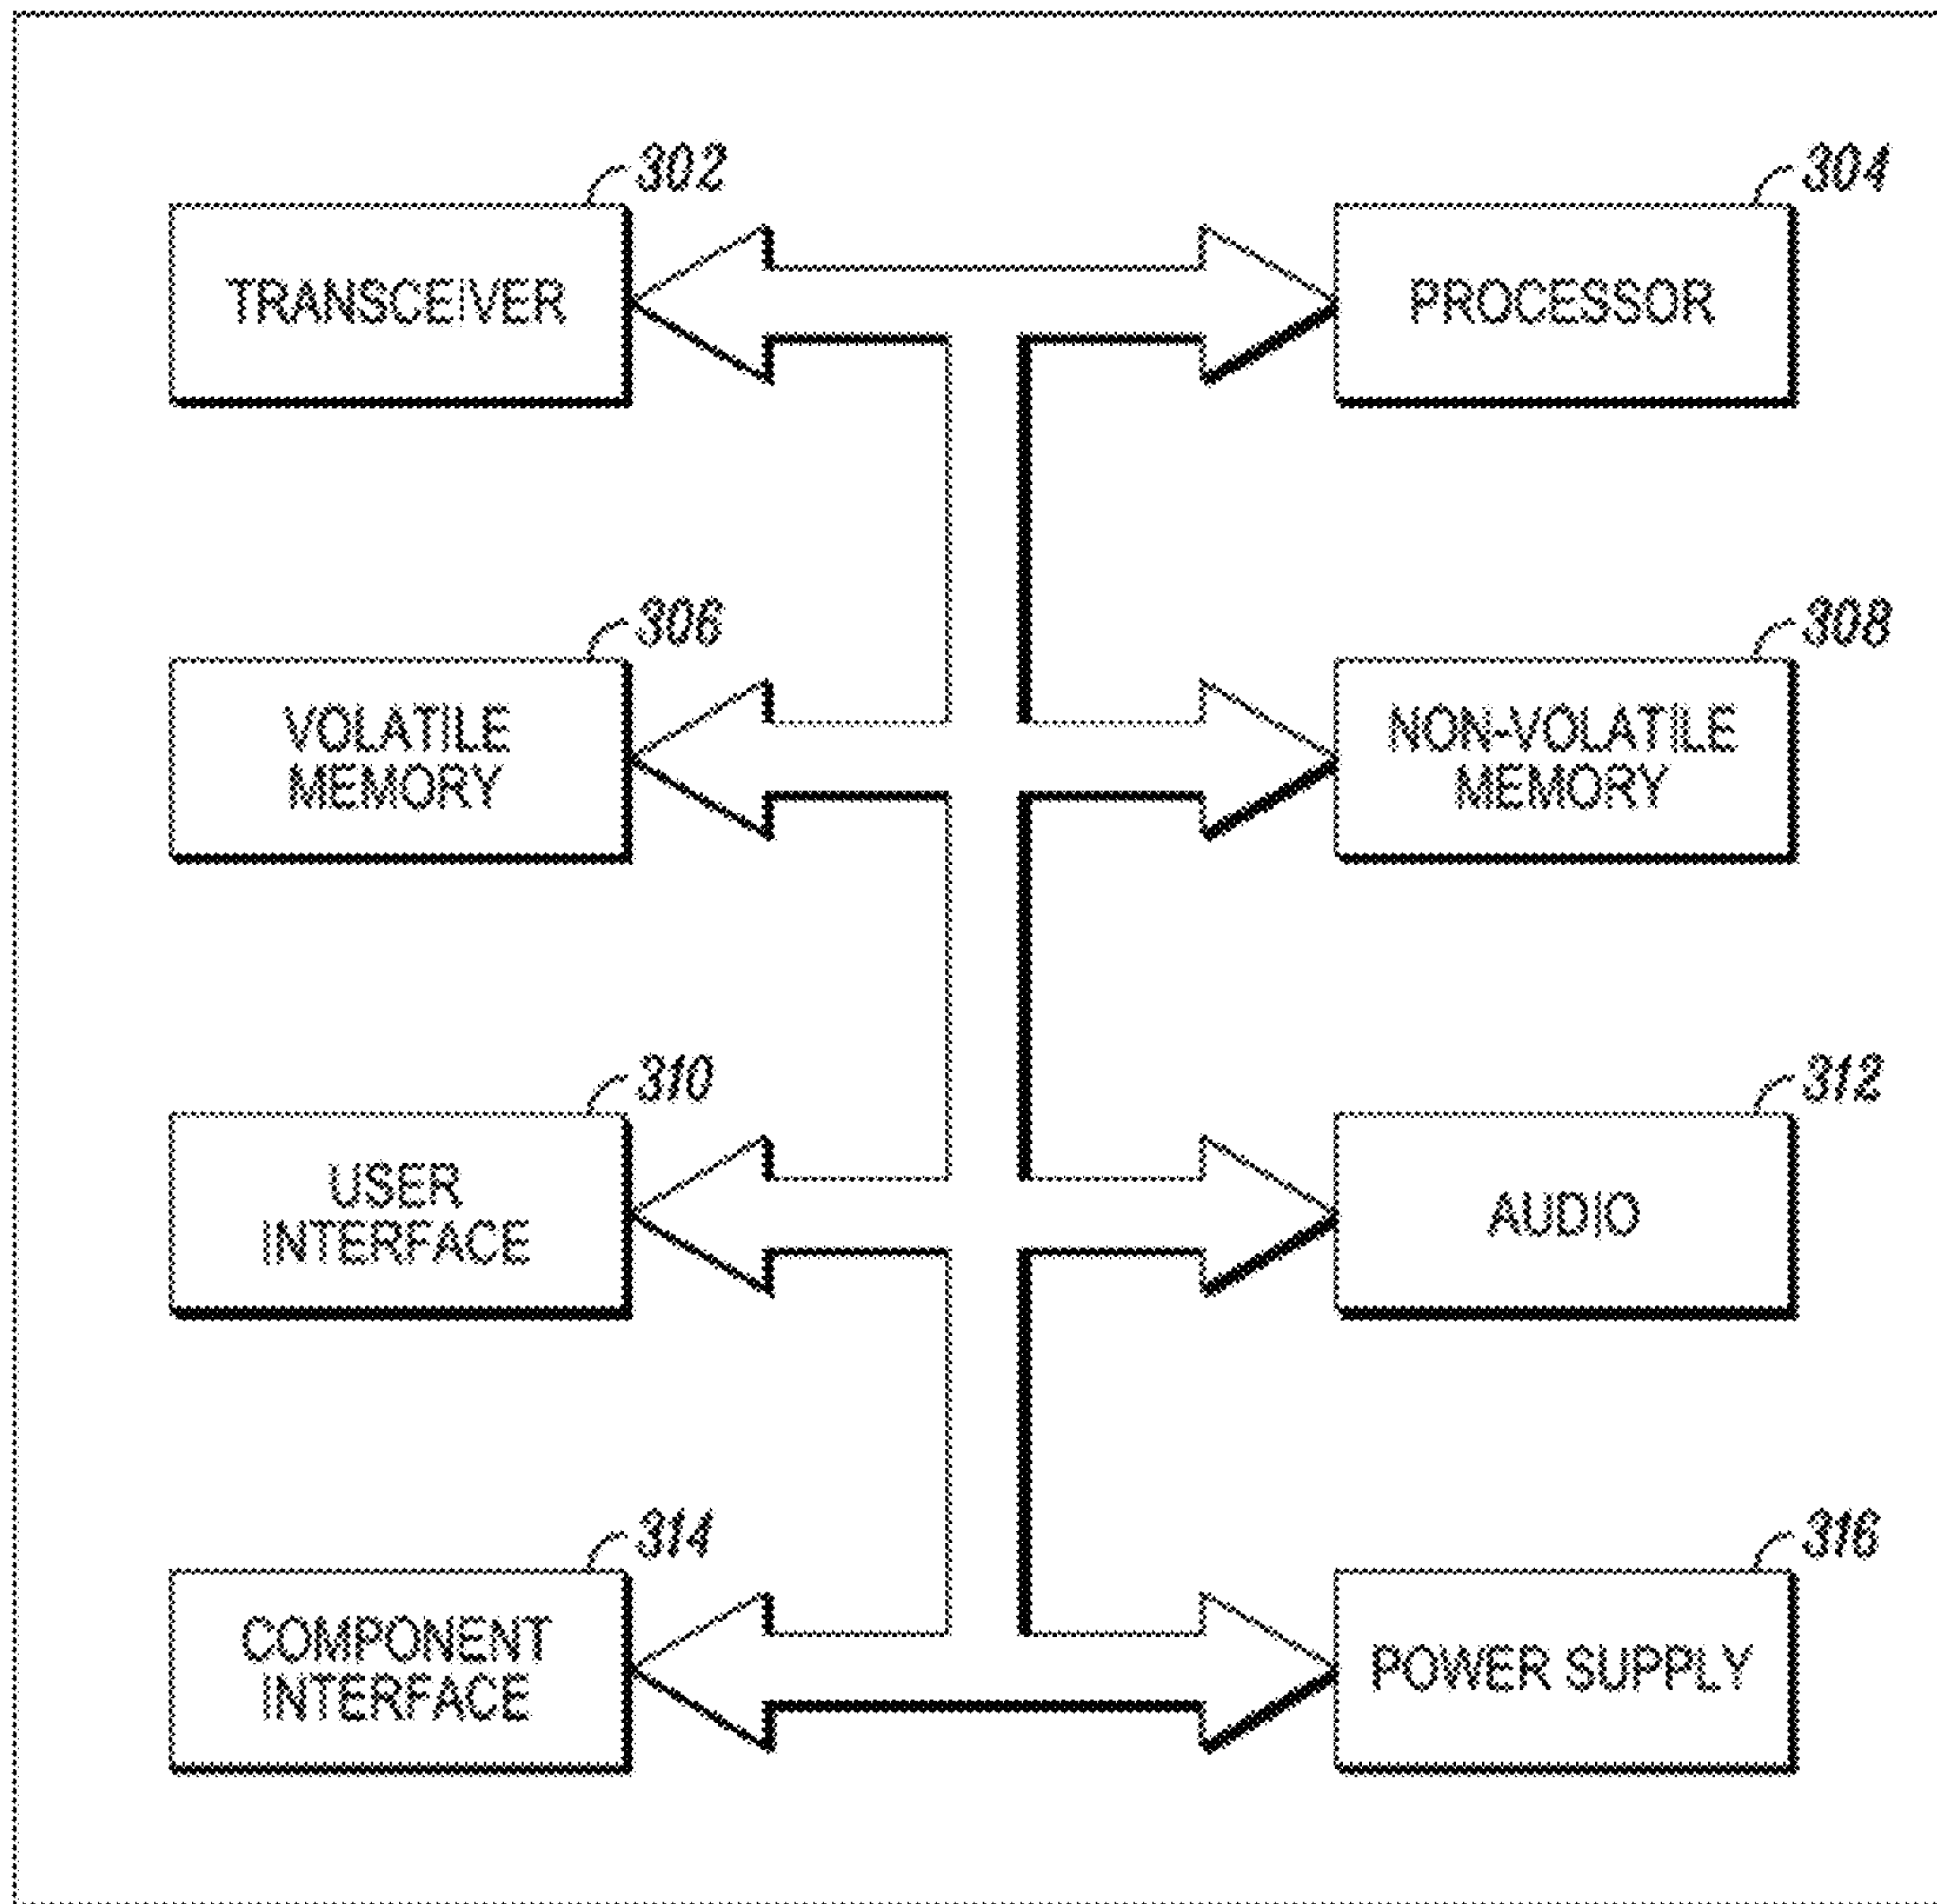 302
304
TRANSCEIVER
PROCESSOR
306
308
VOLATILE
MEMORY
NON-VOLATILE
MEMORY
310
312
USER
INTERFACE
AUDIO
314
316
COMPONENT
INTERFACE
POWER SUPPLY